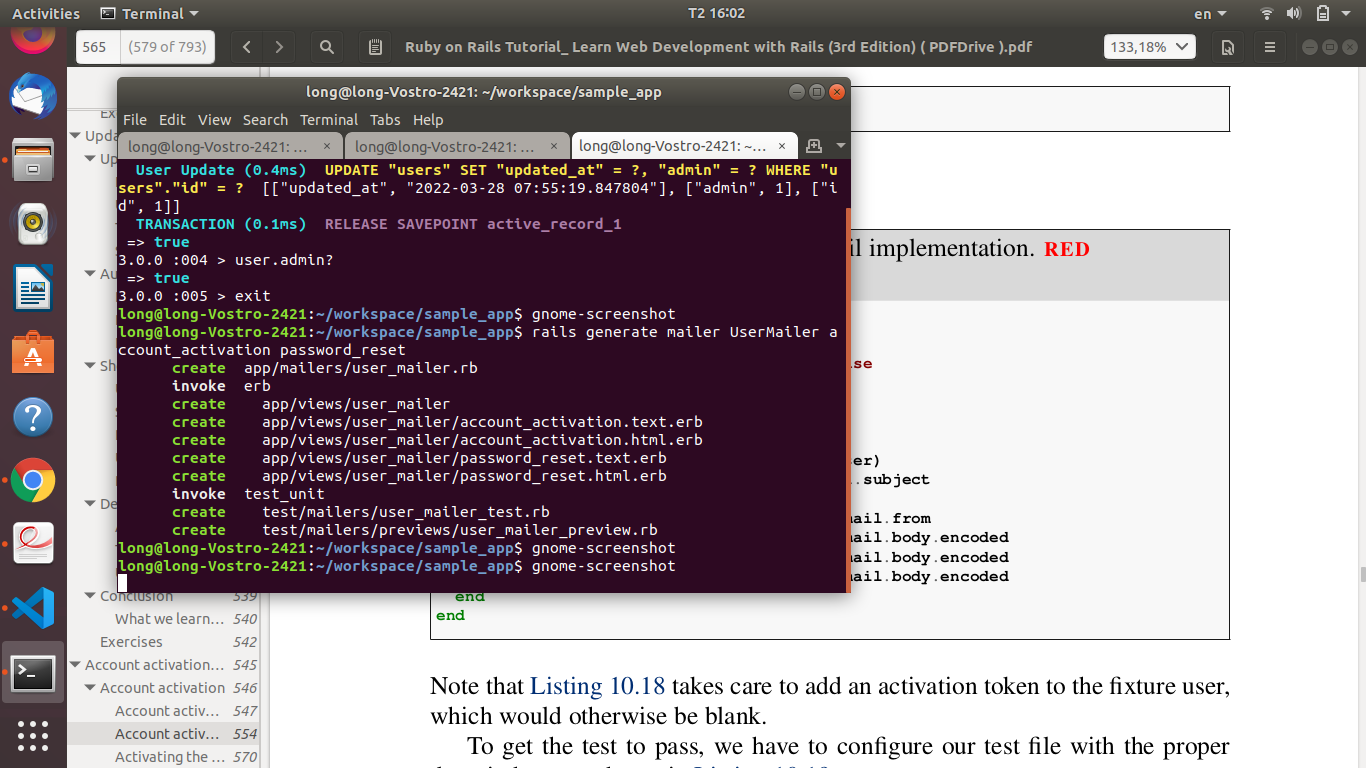 Activities Terminal T2 16:02 en
565 (579 of 793) Ruby on Rails Tutorial_ Learn Web Development with Rails (3rd Edition) ( PDFDrive ).pdf 133,18%
long@long-Vostro-2421: ~/workspace/sample_app
File Edit View Search Terminal Tabs Help
long@long-Vostro-2421: ... × long@long-Vostro-2421: ... × long@long-Vostro-2421: ~... ×
User Update (0.4ms) UPDATE "users" SET "updated_at" = ?, "admin" = ? WHERE "u
sers"."id" = ? [["updated_at", "2022-03-28 07:55:19.847804"], ["admin", 1], ["i
d", 1]]
TRANSACTION (0.1ms) RELEASE SAVEPOINT active_record_1
=> true
3.0.0 :004 > user.admin?
=> true
3.0.0 :005 > exit
long@long-Vostro-2421:~/workspace/sample_app$ gnome-screenshot
long@long-Vostro-2421:~/workspace/sample_app$ rails generate mailer UserMailer a
ccount_activation password_reset
create app/mailers/user_mailer.rb
invoke erb
create app/views/user_mailer
create app/views/user_mailer/account_activation.text.erb
create app/views/user_mailer/account_activation.html.erb
create app/views/user_mailer/password_reset.text.erb
create app/views/user_mailer/password_reset.html.erb
invoke test_unit
create test/mailers/user_mailer_test.rb
create test/mailers/previews/user_mailer_preview.rb
long@long-Vostro-2421:~/workspace/sample_app$ gnome-screenshot
long@long-Vostro-2421:~/workspace/sample_app$ gnome-screenshot
Ex
Upda
Up
Au
Sh
De
Conclusion 539
What we learn... 540
Exercises 542
Account activation... 545
Account activation 546
Account activ... 547
Account activ... 554
Activating the ... 570
il implementation. RED
se
er)
.subject
ail.from
ail.body.encoded
ail.body.encoded
ail.body.encoded
end
end
Note that Listing 10.18 takes care to add an activation token to the fixture user,
which would otherwise be blank.
To get the test to pass, we have to configure our test file with the proper